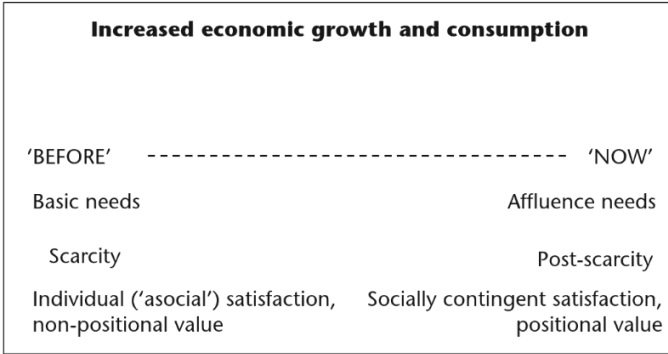 Increased economic growth and consumption
‘BEFORE’ ‘NOW’
Basic needs Affluence needs
Scarcity Post-scarcity
Individual (‘asocial’) satisfaction, Socially contingent satisfaction,
non-positional value positional value